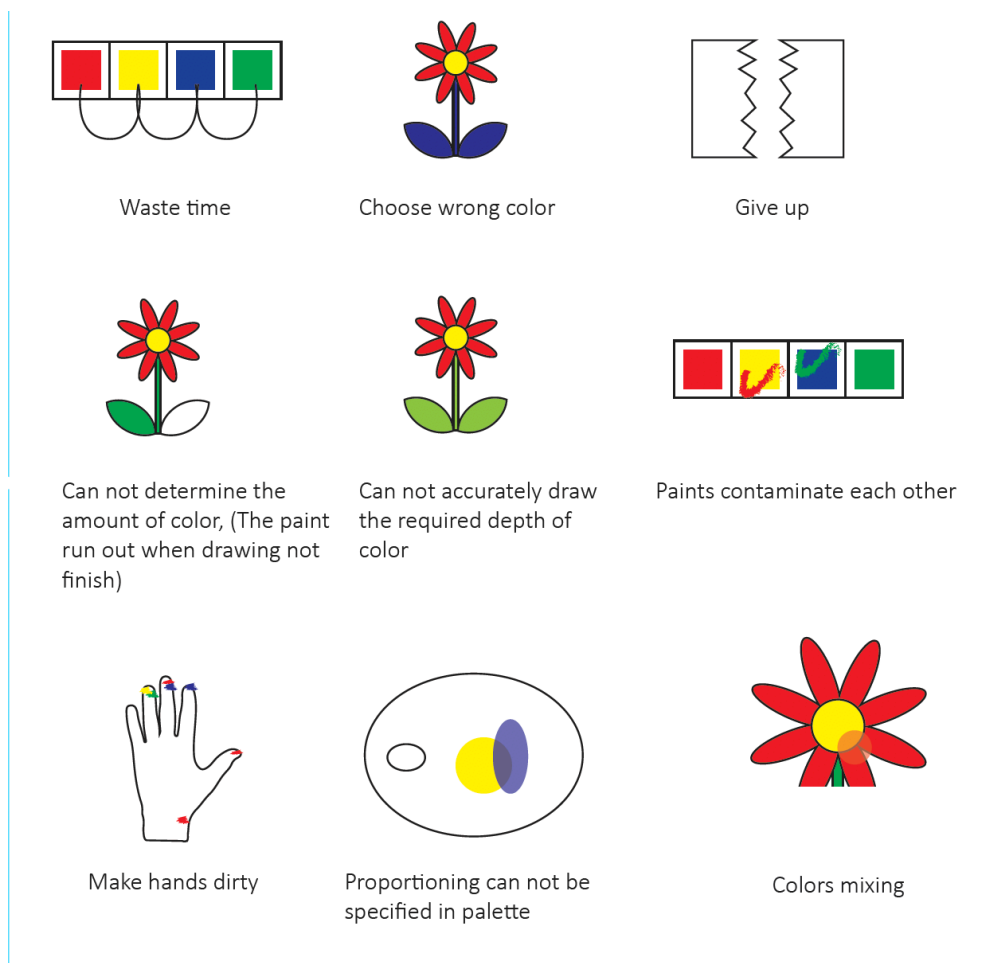 Waste time
Choose wrong color
Give up
Can not determine the
amount of color, (The paint
run out when drawing not
finish)
Can not accurately draw
the required depth of
color
Paints contaminate each other
Make hands dirty
Proportioning can not be
specified in palette
Colors mixing